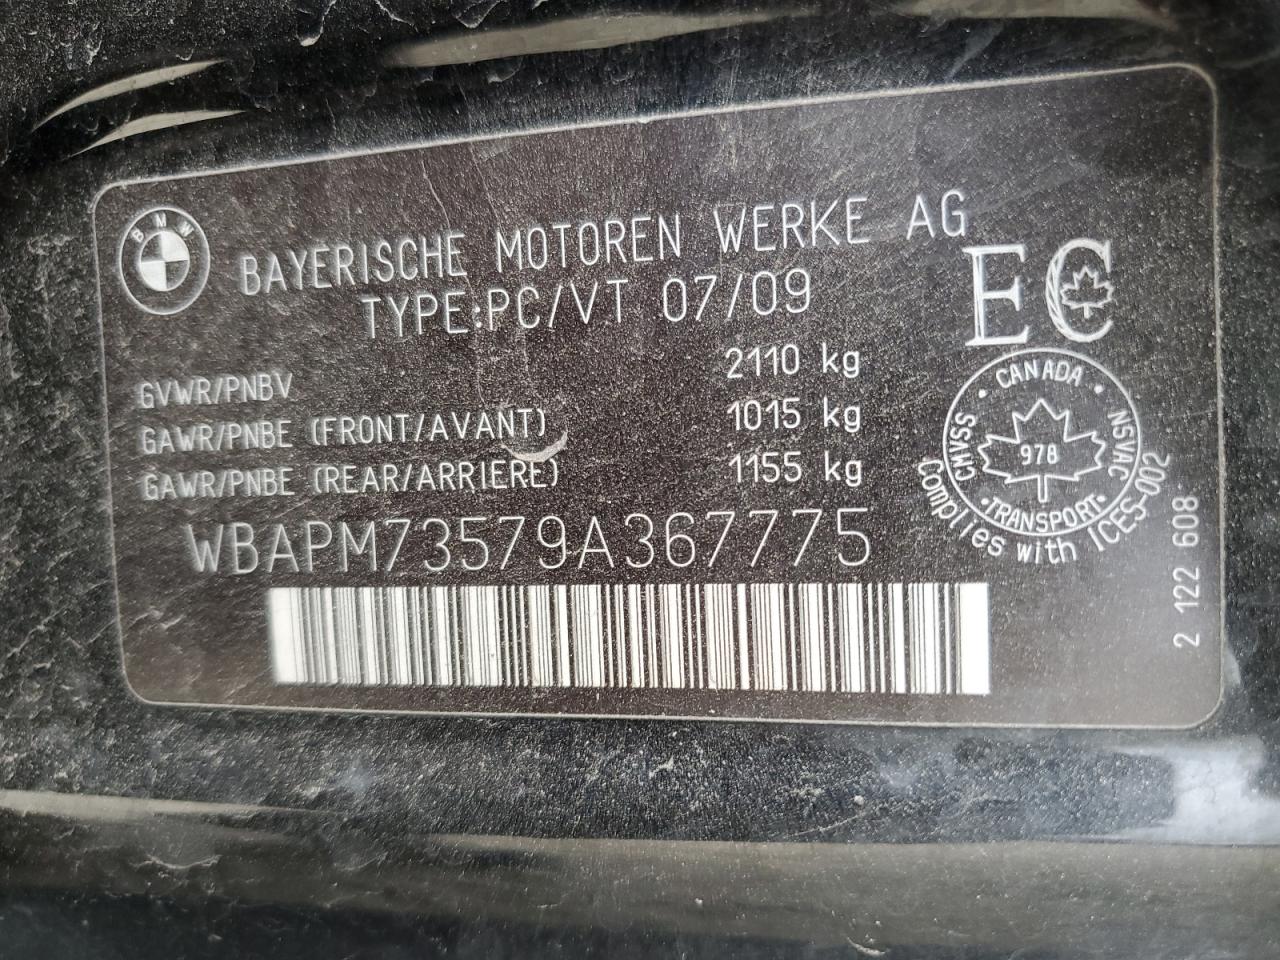 BMW
BAYERISCHE MOTOREN WERKE AG
TYPE:PC/VT 07/09
EC
GVWR/PNBV 2110 kg
GAWR/PNBE (FRONT/AVANT) 1015 kg
GAWR/PNBE (REAR/ARRIERE) 1155 kg
WBAPM73579A367775
CANADA
CMVSS
NSVAC
978
TRANSPORT
Complies with ICES-002
2 122 608